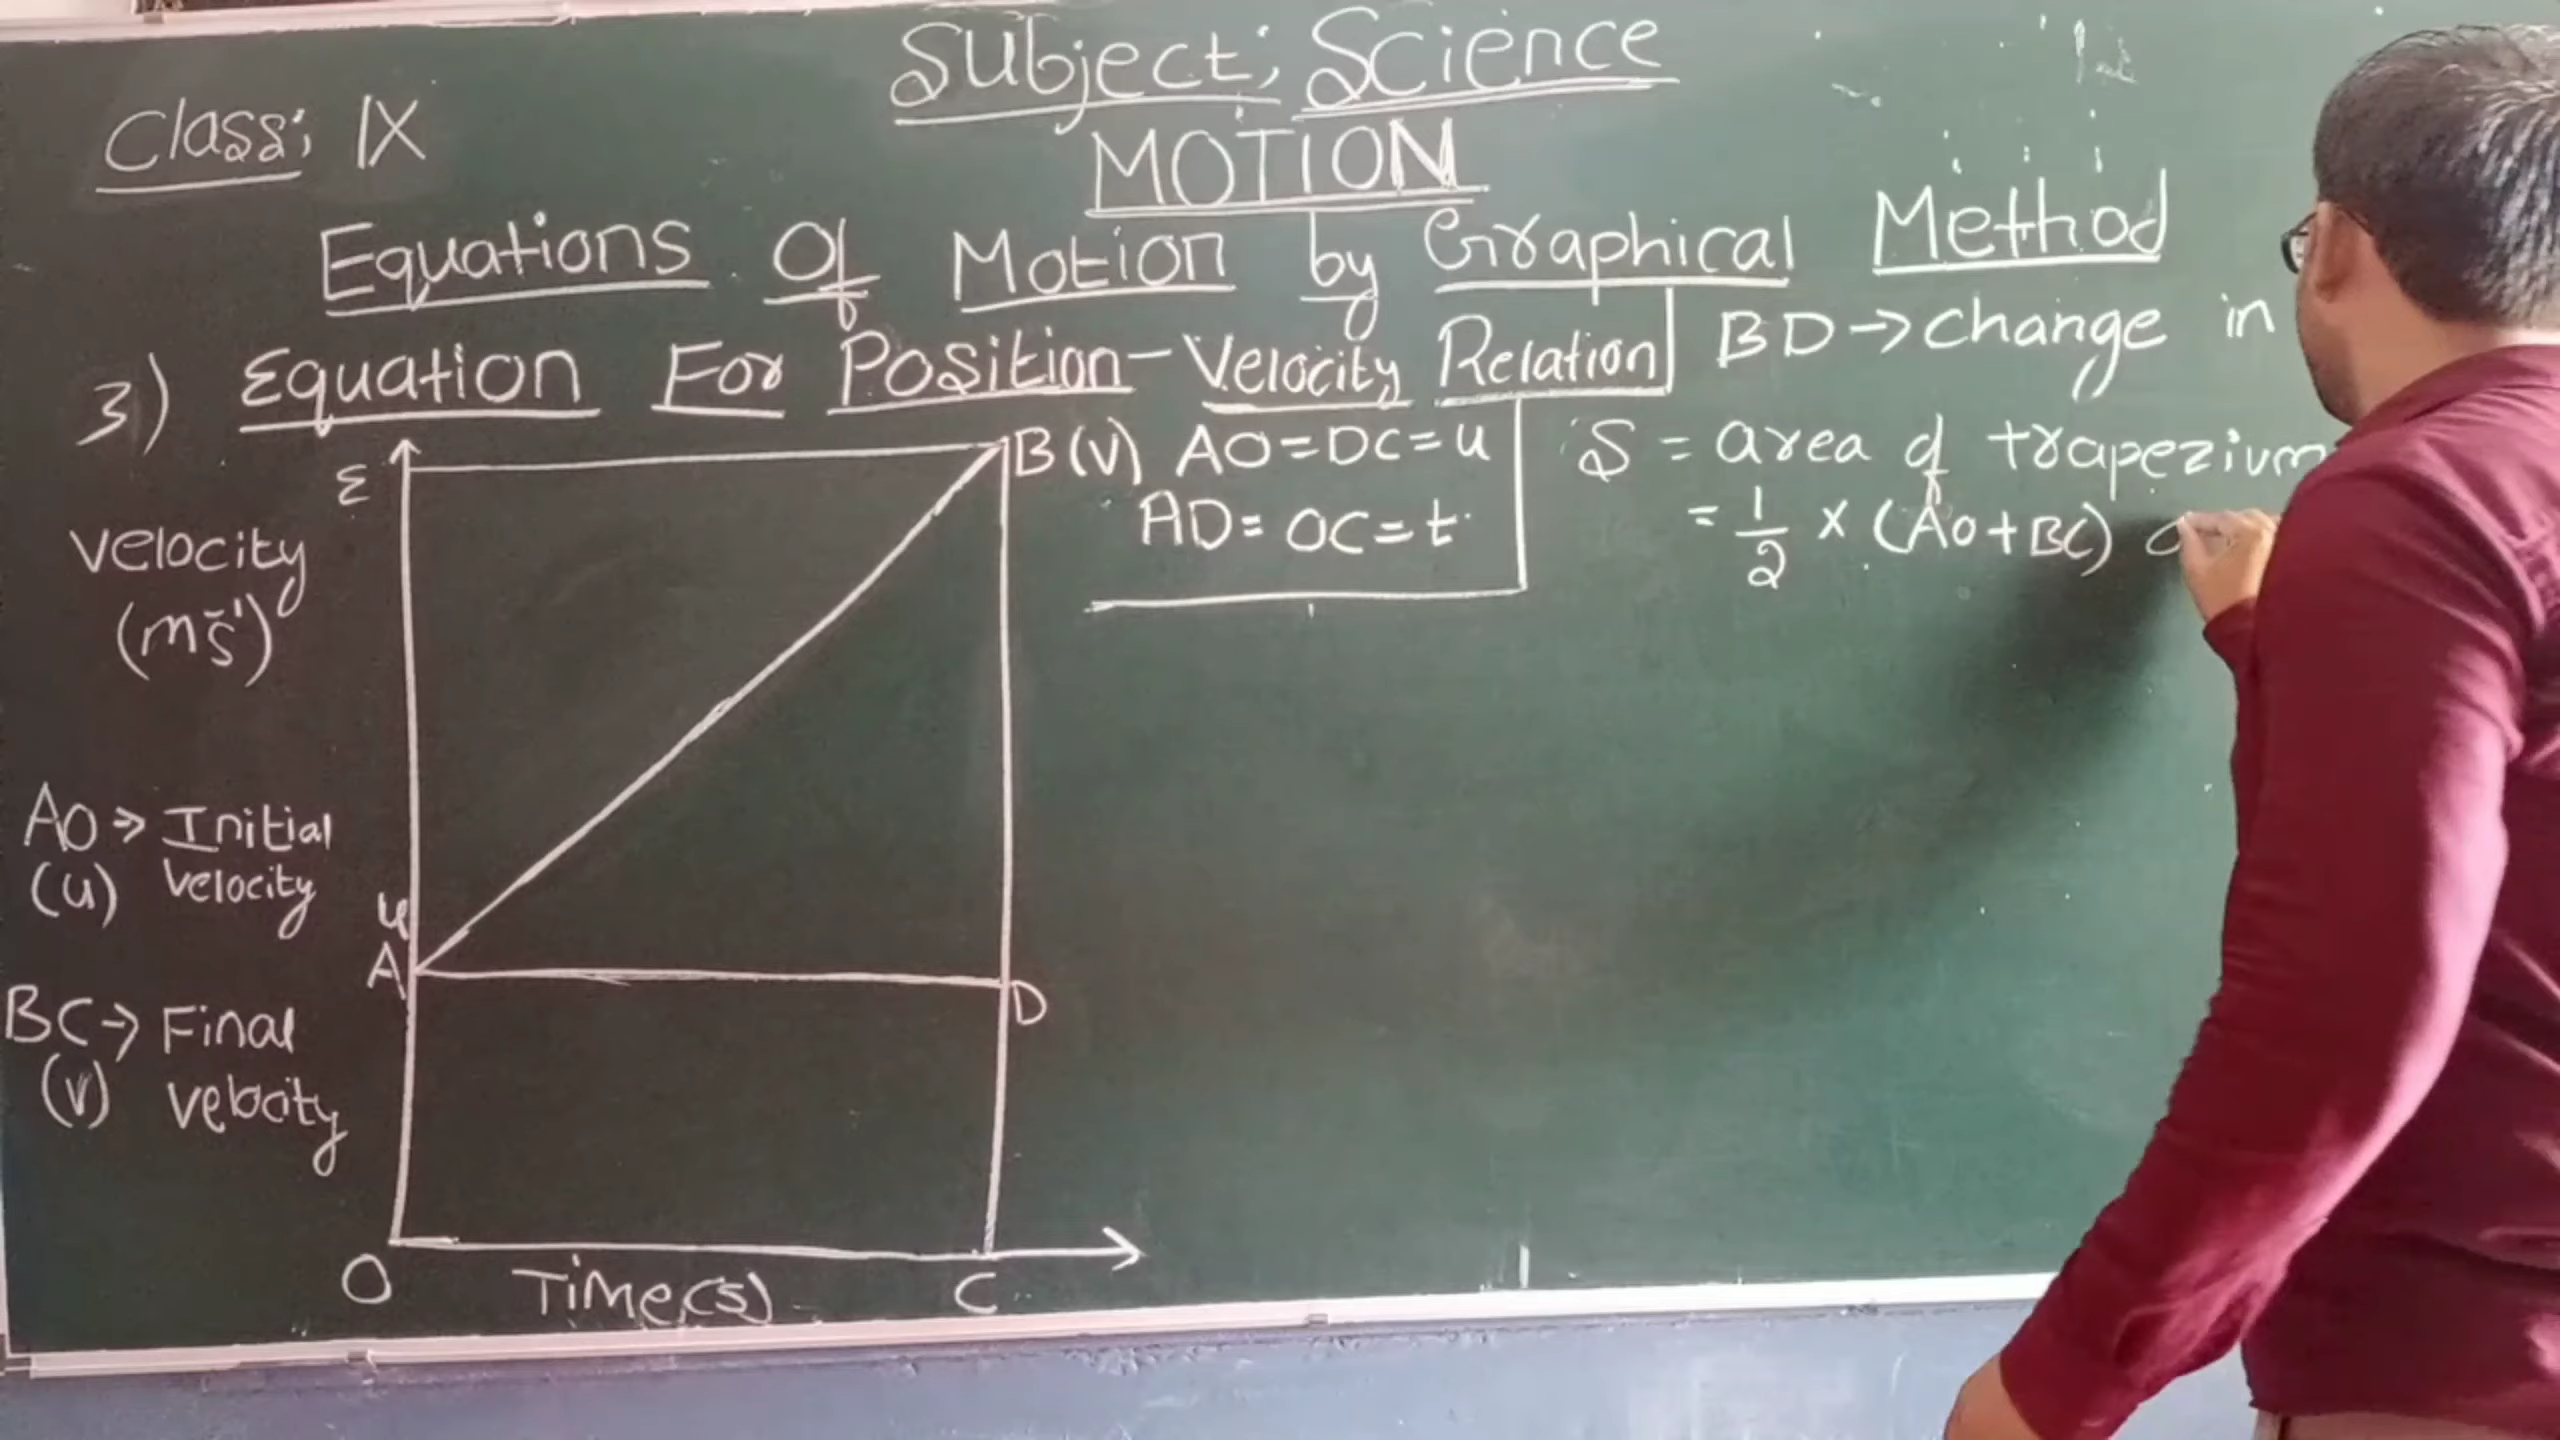 Subject; Science
Class; IX
MOTION
Equations Of Motion by Graphical Method
3) Equation For Position-Velocity Relation
BD→change in
E
B(v)
AO=DC=u
AD=OC=t
S = area of trapezium
= 1/2 × (AO+BC)
velocity
(ms⁻¹)
AO→Initial
(u) velocity
u
A
D
BC→Final
(v) velocity
O
Time(s)
C